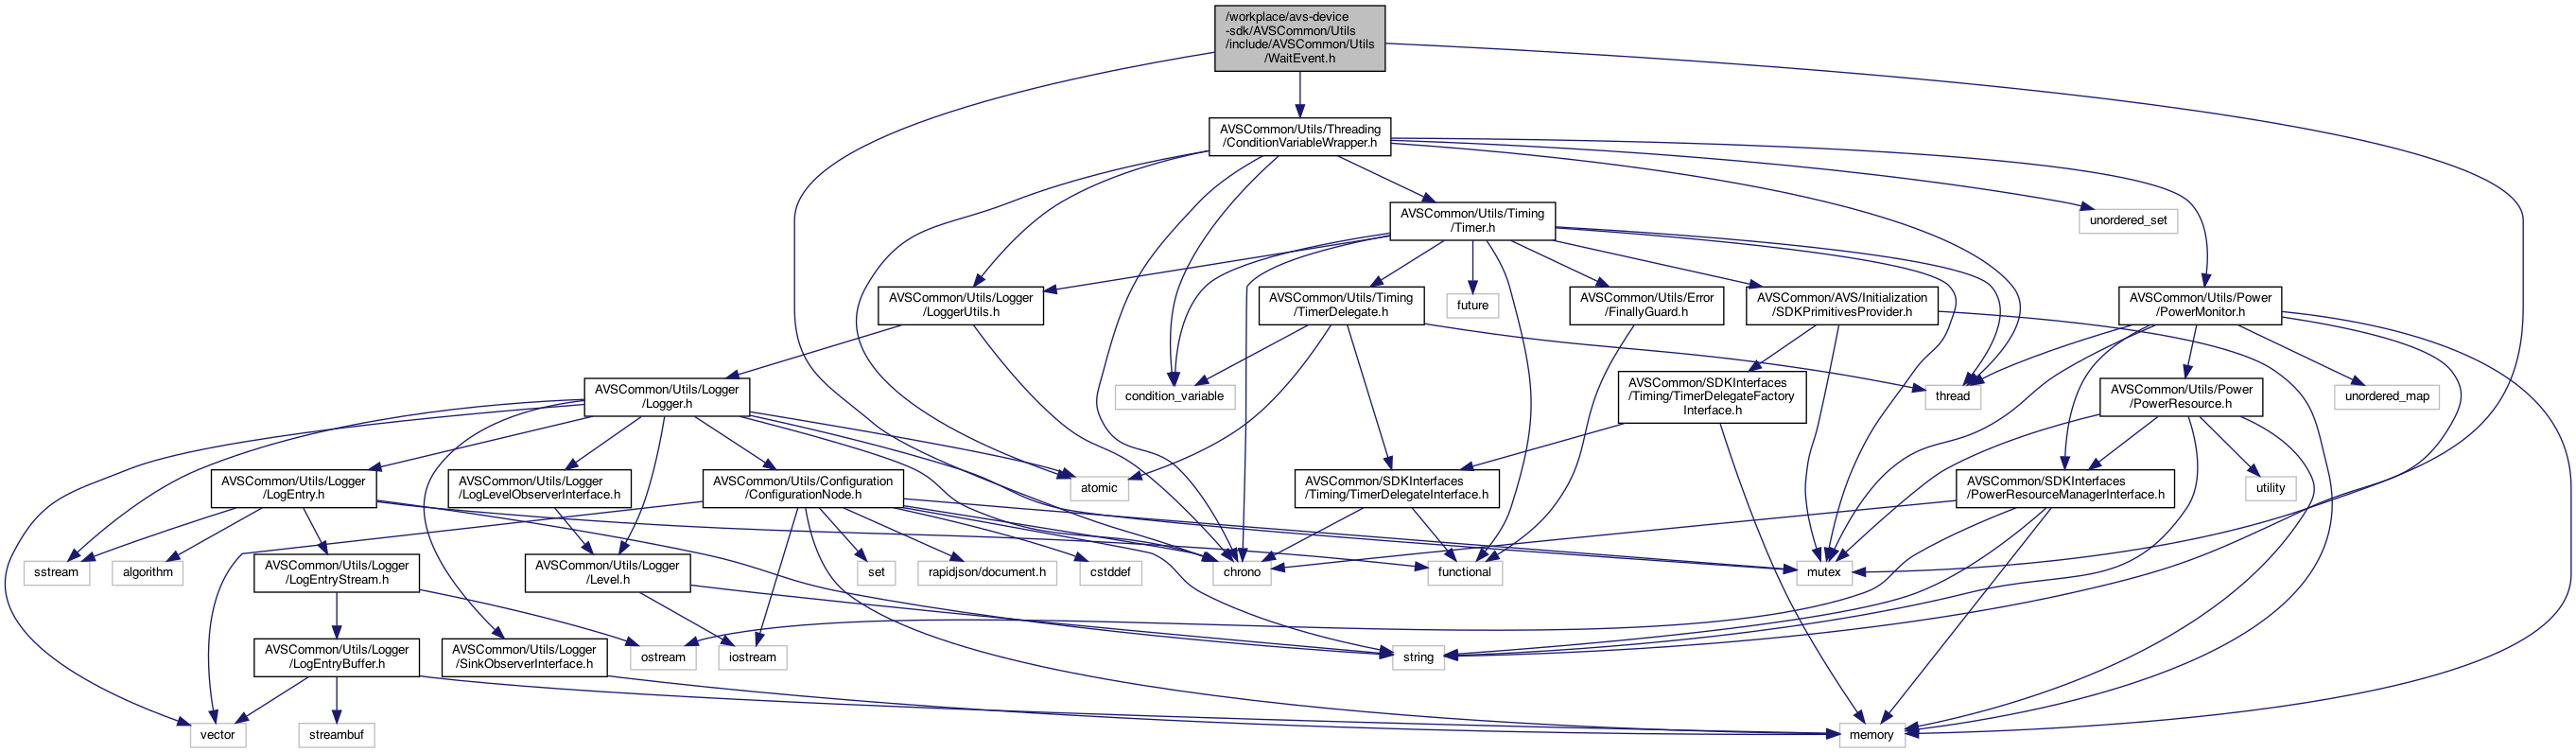 /workplace/avs-device
-sdk/AVSCommon/Utils
/include/AVSCommon/Utils
/WaitEvent.h
AVSCommon/Utils/Threading
/ConditionVariableWrapper.h
AVSCommon/Utils/Timing
/Timer.h
unordered_set
AVSCommon/Utils/Logger
/LoggerUtils.h
AVSCommon/Utils/Timing
/TimerDelegate.h
future
AVSCommon/Utils/Error
/FinallyGuard.h
AVSCommon/AVS/Initialization
/SDKPrimitivesProvider.h
AVSCommon/Utils/Power
/PowerMonitor.h
AVSCommon/Utils/Logger
/Logger.h
condition_variable
AVSCommon/SDKInterfaces
/Timing/TimerDelegateFactory
Interface.h
thread
AVSCommon/Utils/Power
/PowerResource.h
unordered_map
AVSCommon/Utils/Logger
/LogEntry.h
AVSCommon/Utils/Logger
/LogLevelObserverInterface.h
AVSCommon/Utils/Configuration
/ConfigurationNode.h
atomic
AVSCommon/SDKInterfaces
/Timing/TimerDelegateInterface.h
AVSCommon/SDKInterfaces
/PowerResourceManagerInterface.h
utility
sstream
algorithm
AVSCommon/Utils/Logger
/LogEntryStream.h
AVSCommon/Utils/Logger
/Level.h
set
rapidjson/document.h
cstddef
chrono
functional
mutex
AVSCommon/Utils/Logger
/LogEntryBuffer.h
AVSCommon/Utils/Logger
/SinkObserverInterface.h
ostream
iostream
string
vector
streambuf
memory